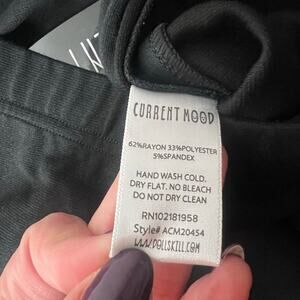 CURRENT MOOD
62%RAYON 33%POLYESTER
5%SPANDEX
HAND WASH COLD.
DRY FLAT. NO BLEACH
DO NOT DRY CLEAN
RN102181958
Style# ACM20454
WWW.DOLLSKILL.COM